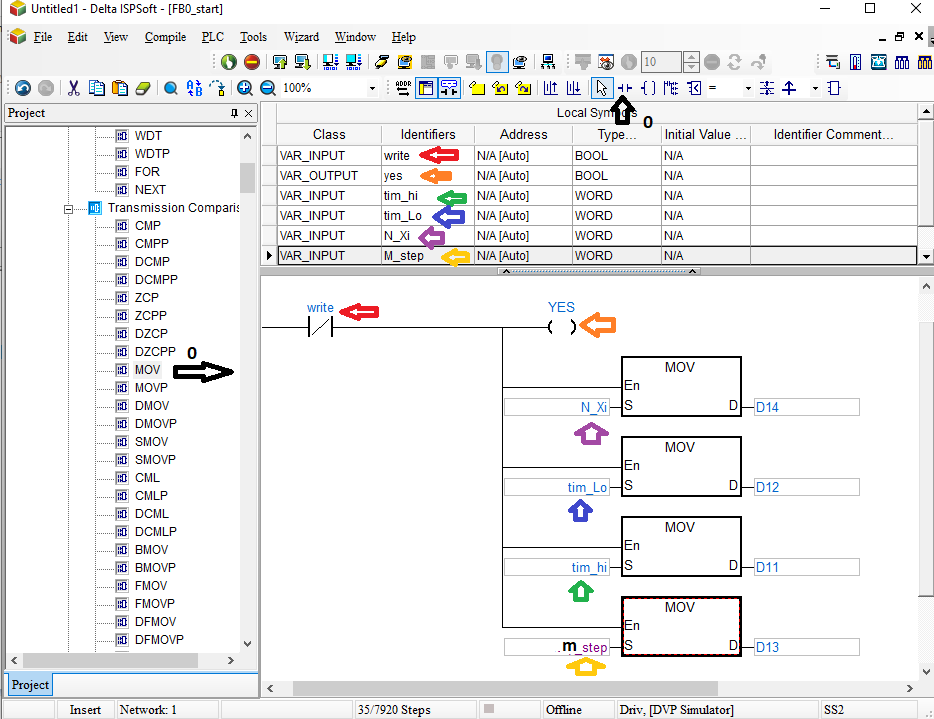 Untitled1 - Delta ISPSoft - [FB0_start]
File Edit View Compile PLC Tools Wizard Window Help
10
100%
ADDR
=
0
Project
WDT
WDTP
FOR
NEXT
Transmission Comparis
CMP
CMPP
DCMP
DCMPP
ZCP
ZCPP
DZCP
DZCPP 0
MOV
MOVP
DMOV
DMOVP
SMOV
SMOVP
CML
CMLP
DCML
DCMLP
BMOV
BMOVP
FMOV
FMOVP
DFMOV
DFMOVP
Project
Local Symbols
Class Identifiers Address Type... Initial Value ... Identifier Comment...
VAR_INPUT write N/A [Auto] BOOL N/A
VAR_OUTPUT yes N/A [Auto] BOOL N/A
VAR_INPUT tim_hi N/A [Auto] WORD N/A
VAR_INPUT tim_Lo N/A [Auto] WORD N/A
VAR_INPUT N_Xi N/A [Auto] WORD N/A
VAR_INPUT M_step N/A [Auto] WORD N/A
write YES
MOV
En
N_Xi S D D14
MOV
En
tim_Lo S D D12
MOV
En
tim_hi S D D11
MOV
En
m_step S D D13
Insert Network: 1 35/7920 Steps Offline Driv, [DVP Simulator] SS2